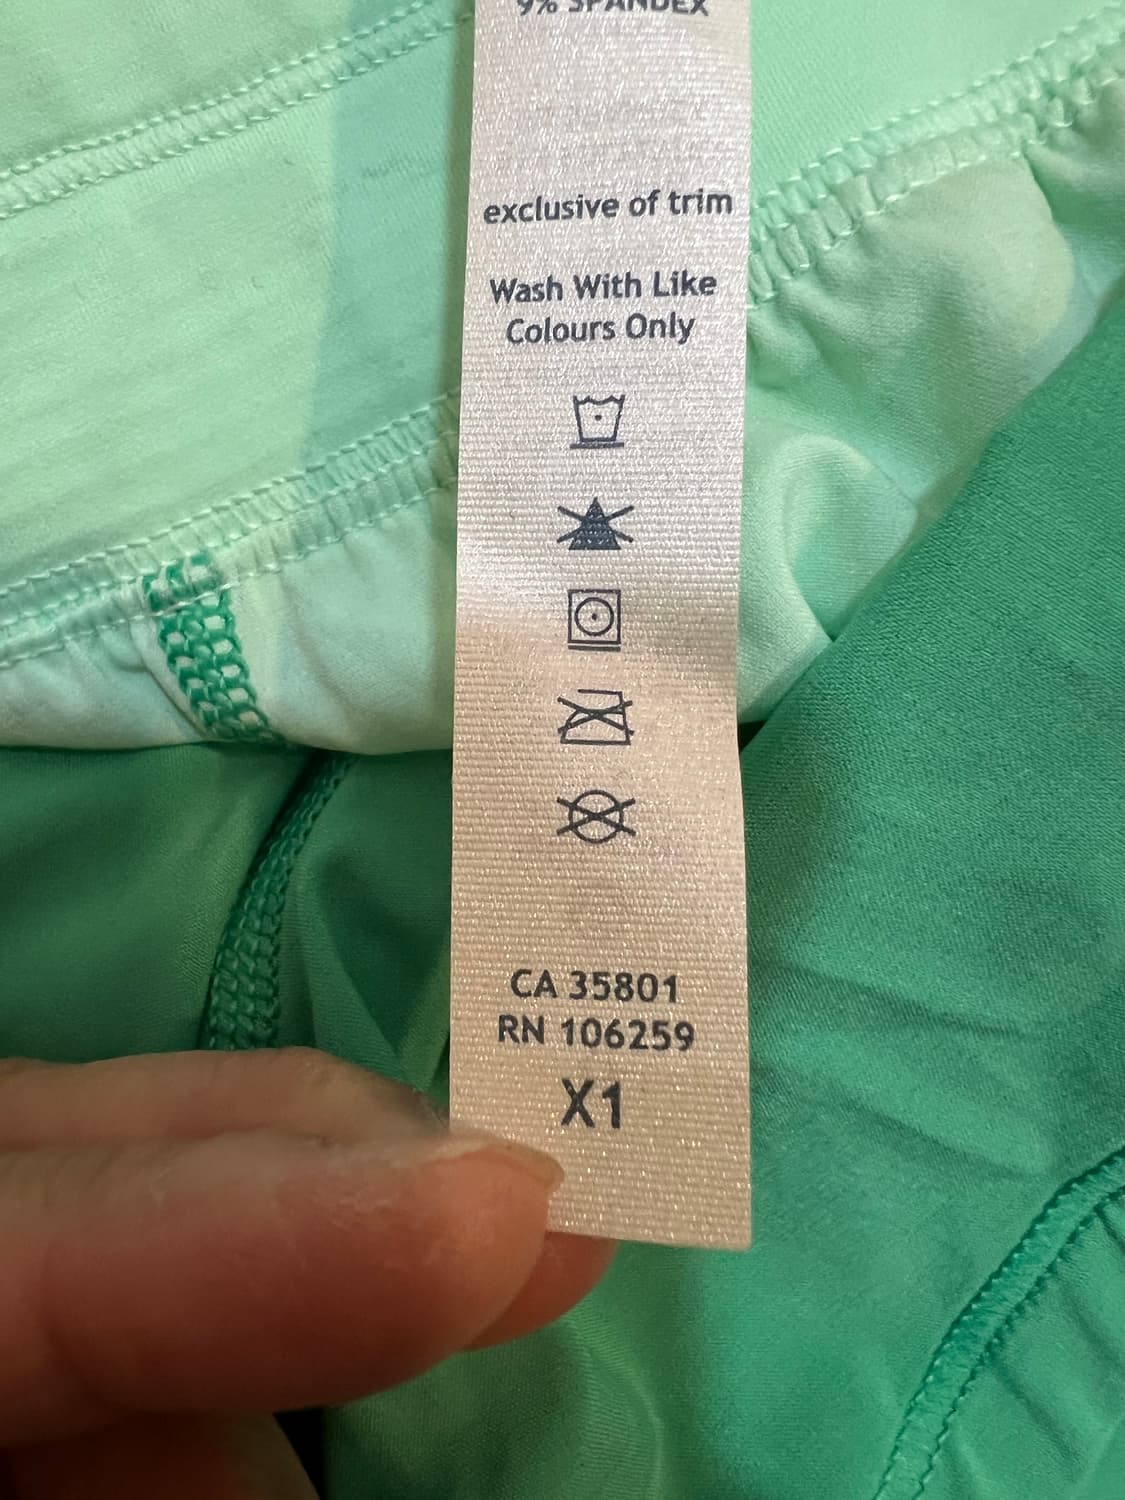 9% SPANDEX
exclusive of trim
Wash With Like
Colours Only
CA 35801
RN 106259
X1